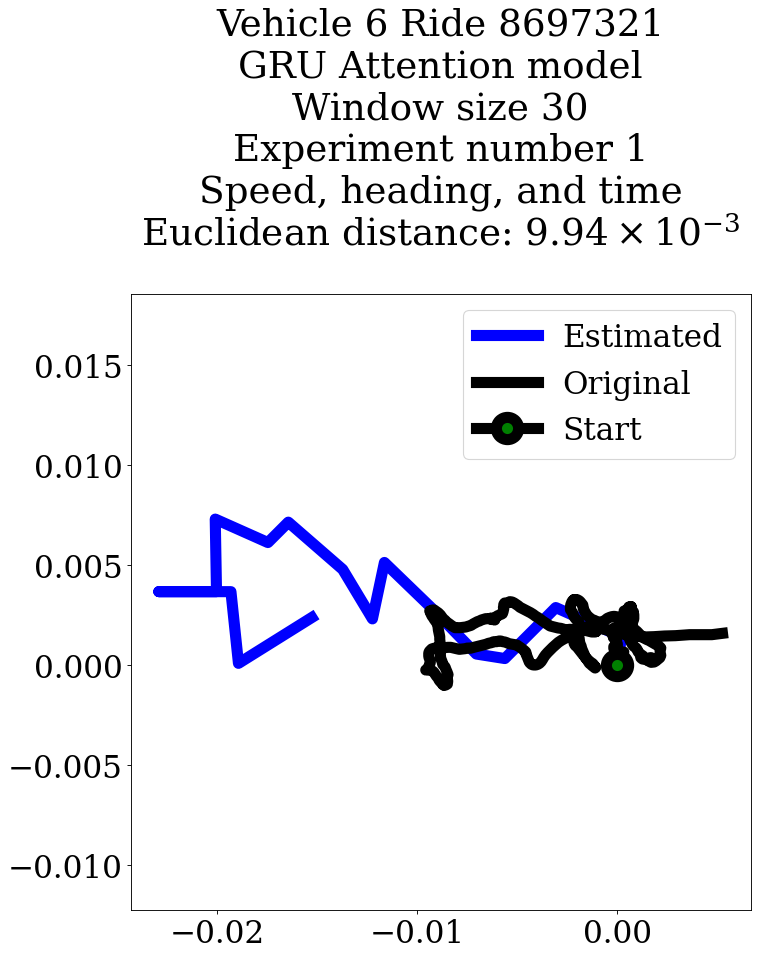 Vehicle 6 Ride 8697321
GRU Attention model
Window size 30
Experiment number 1
Speed, heading, and time
Euclidean distance: 9.94 × 10⁻³
Estimated
Original
Start
0.015
0.010
0.005
0.000
−0.005
−0.010
−0.02
−0.01
0.00